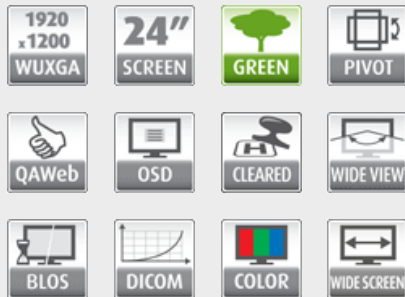 1920
x1200
WUXGA
24"
SCREEN
GREEN
PIVOT
QAWeb
OSD
H
CLEARED
WIDE VIEW
BLOS
DICOM
COLOR
WIDE SCREEN